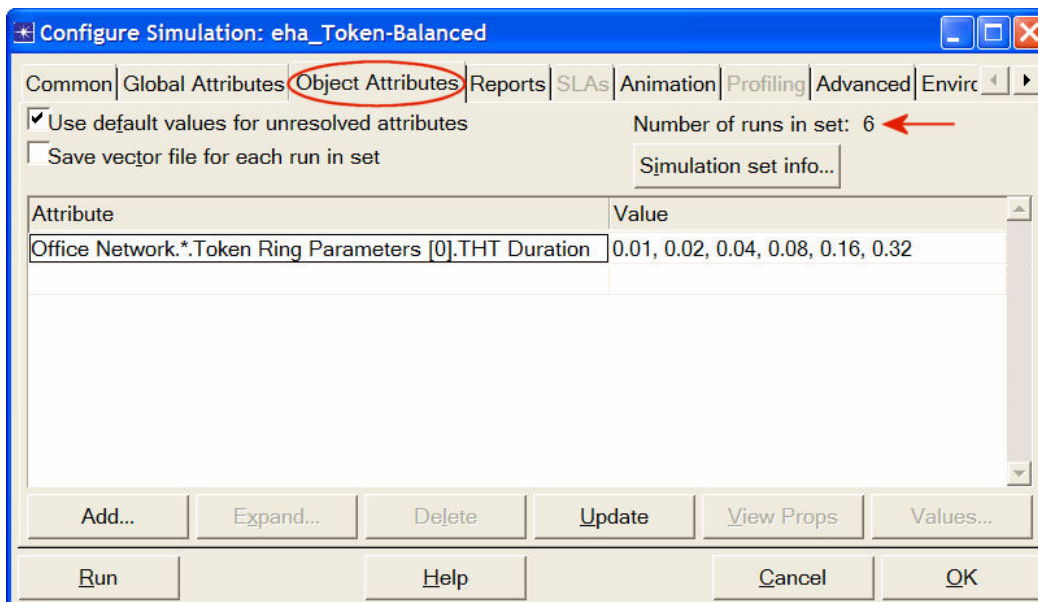 Configure Simulation: eha_Token-Balanced
Common Global Attributes Object Attributes Reports SLAs Animation Profiling Advanced Envirc
Use default values for unresolved attributes Number of runs in set: 6
Save vector file for each run in set
Simulation set info...
Attribute Value
Office Network.*.Token Ring Parameters [0].THT Duration 0.01, 0.02, 0.04, 0.08, 0.16, 0.32
Add... Expand... Delete Update View Props Values...
Run Help Cancel OK